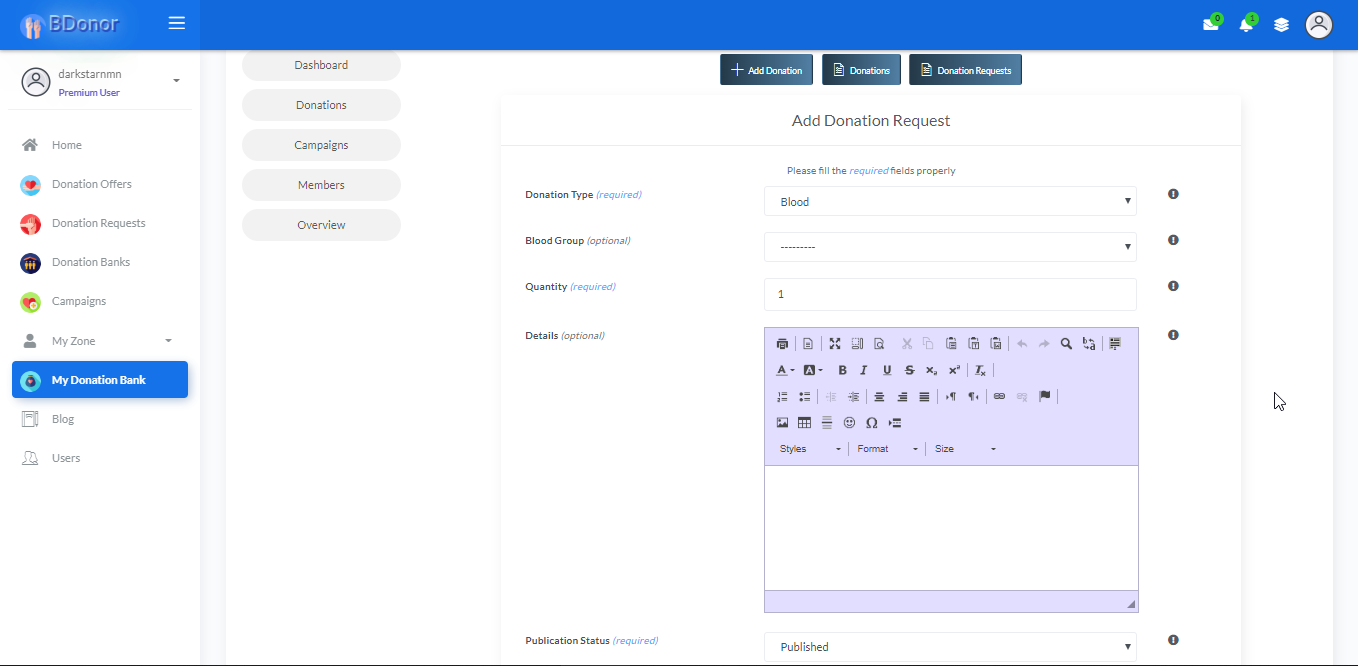 BDonor
0
1
darkstarnmn
Premium User
Home
Donation Offers
Donation Requests
Donation Banks
Campaigns
My Zone
My Donation Bank
Blog
Users
Dashboard
Donations
Campaigns
Members
Overview
Add Donation
Donations
Donation Requests
Add Donation Request
Please fill the required fields properly
Donation Type (required)
Blood
Blood Group (optional)
---------
Quantity (required)
1
Details (optional)
Styles
Format
Size
Publication Status (required)
Published